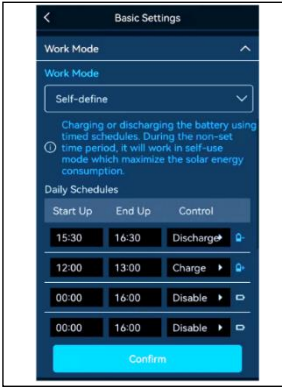 Basic Settings
Work Mode
Work Mode
Self-define
Charging or discharging the battery using
timed schedules. During the non-set
time period, it will work in self-use
mode which maximize the solar energy
consumption.
Daily Schedules
Start Up End Up Control
15:30 16:30 Discharge
12:00 13:00 Charge
00:00 16:00 Disable
00:00 16:00 Disable
Confirm